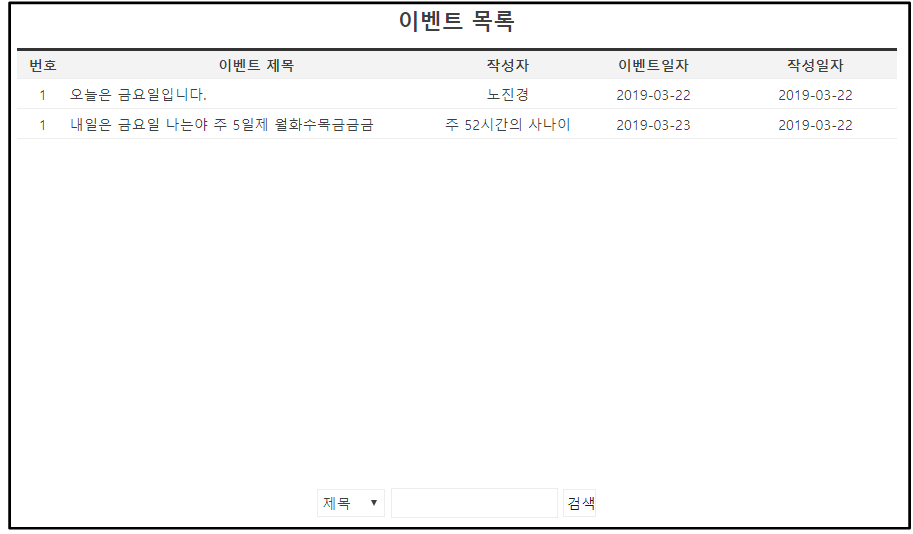 이벤트 목록
번호 이벤트 제목 작성자 이벤트일자 작성일자
1 오늘은 금요일입니다. 노진경 2019-03-22 2019-03-22
1 내일은 금요일 나는야 주 5일제 월화수목금금금 주 52시간의 사나이 2019-03-23 2019-03-22
제목 ▼ 검색